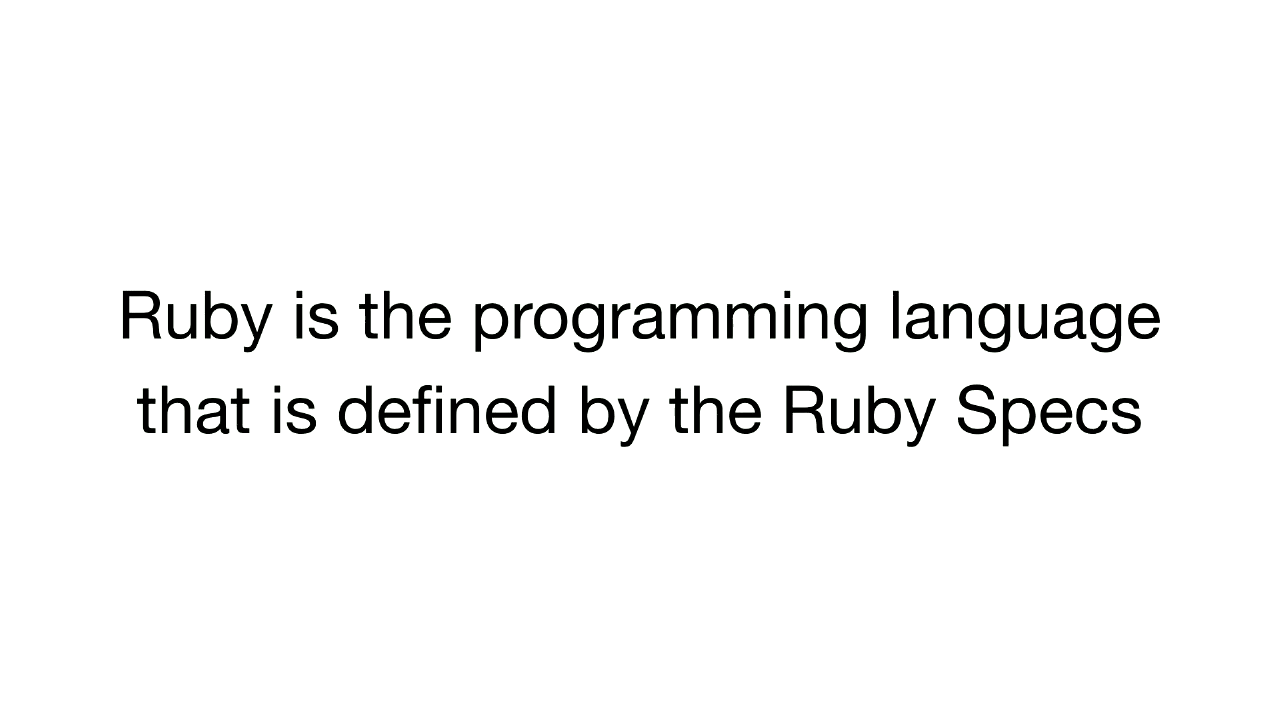 Ruby is the programming language
that is defined by the Ruby Specs